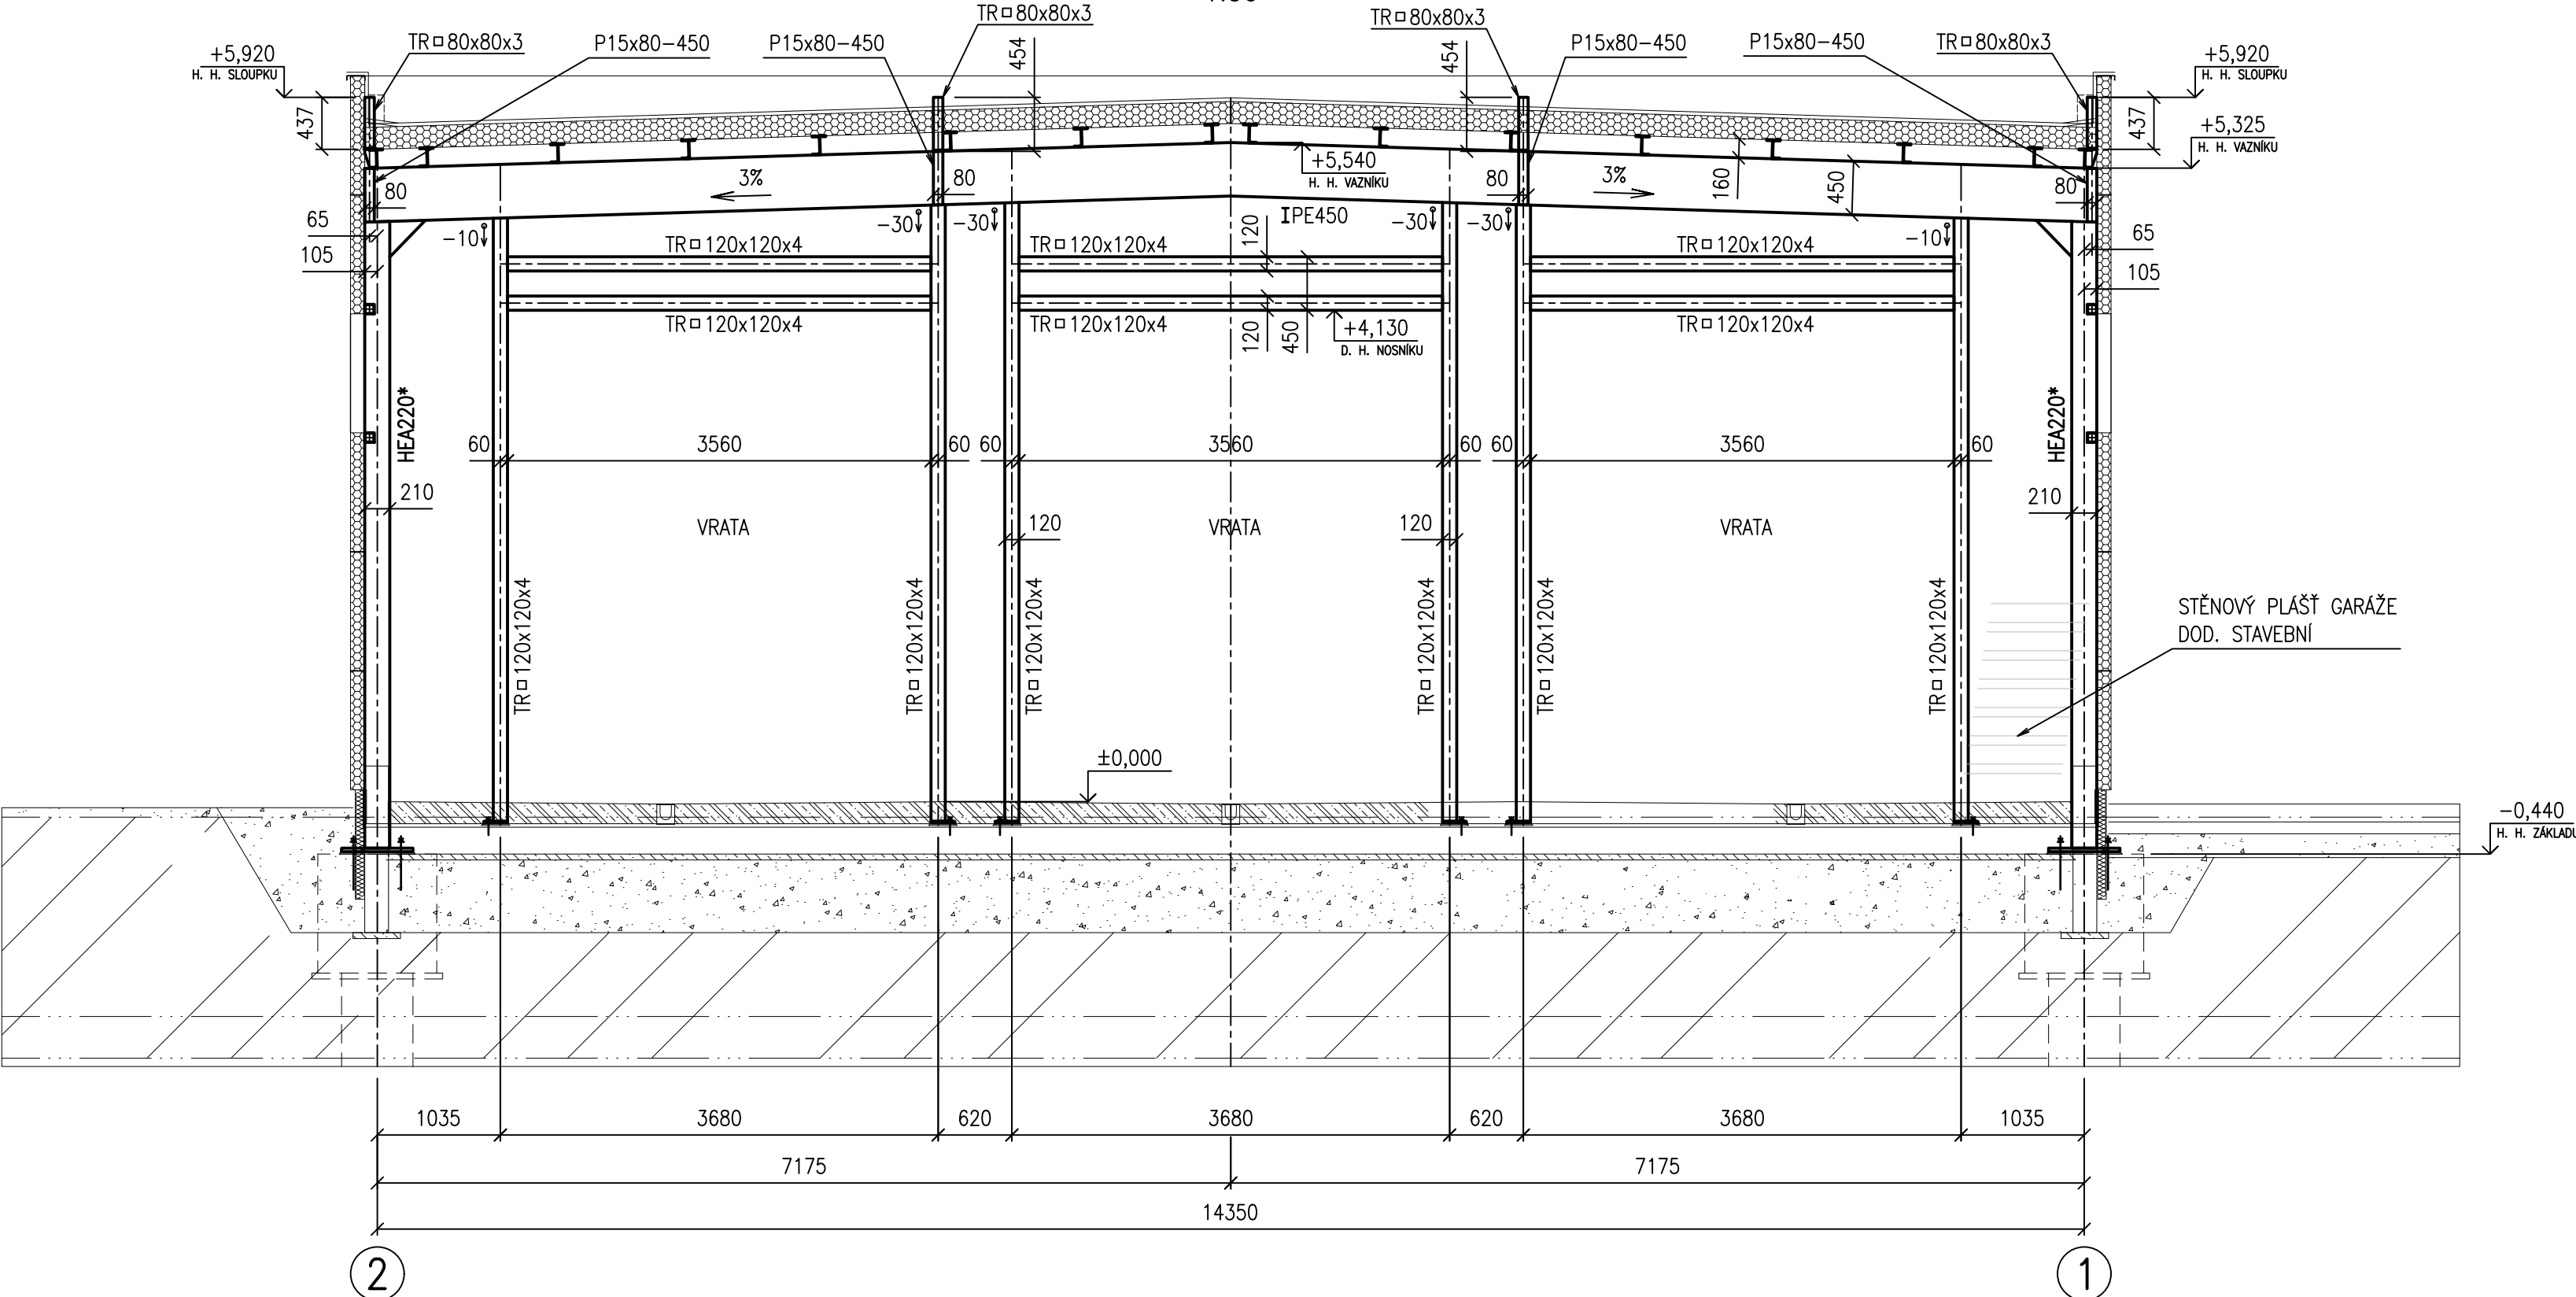 TR□80x80x3
TR□80x80x3
+5,920
H. H. SLOUPKU
TR□80x80x3
P15x80-450
P15x80-450
454
454
P15x80-450
P15x80-450
TR□80x80x3
+5,920
H. H. SLOUPKU
437
437
+5,325
H. H. VAZNÍKU
+5,540
H. H. VAZNÍKU
80
3%
80
80
3%
160
450
80
65
105
-10
-30
-30
IPE450
-30
-30
-10
65
105
TR□120x120x4
TR□120x120x4
120
TR□120x120x4
TR□120x120x4
TR□120x120x4
120
450
+4,130
D. H. NOSNÍKU
TR□120x120x4
HEA220*
HEA220*
60
3560
60
60
3560
60
60
3560
60
210
210
VRATA
120
VRATA
120
VRATA
TR□120x120x4
TR□120x120x4
TR□120x120x4
TR□120x120x4
TR□120x120x4
TR□120x120x4
STĚNOVÝ PLÁŠŤ GARÁŽE
DOD. STAVEBNÍ
±0,000
-0,440
H. H. ZÁKLADU
1035
3680
620
3680
620
3680
1035
7175
7175
14350
2
1